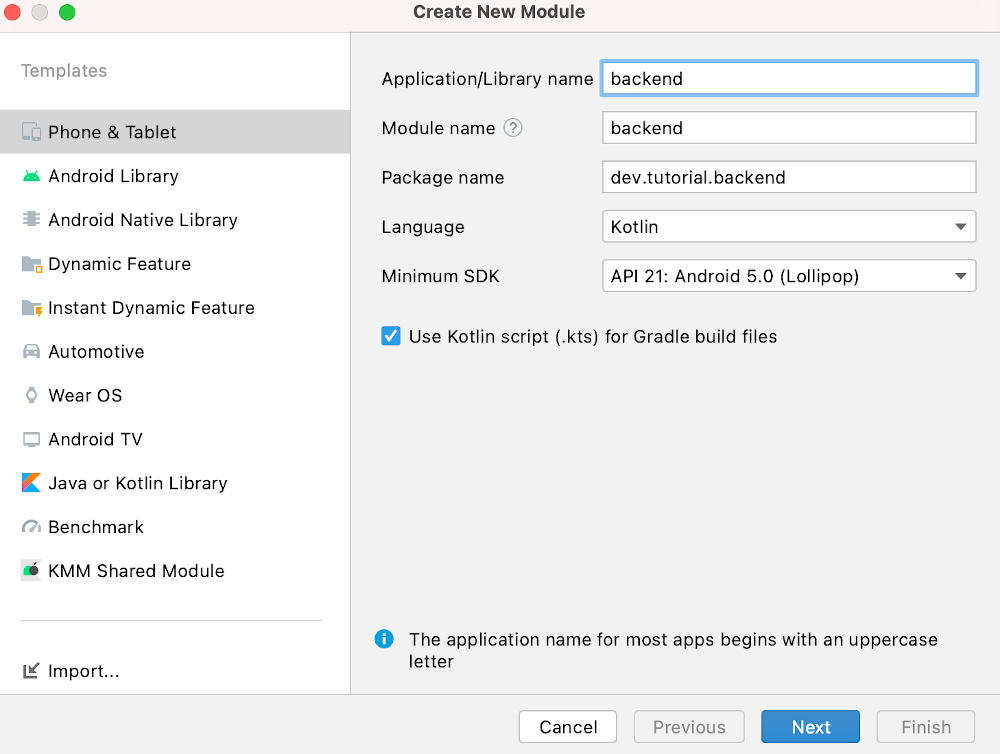 Create New Module
Templates
Phone & Tablet
Android Library
Android Native Library
Dynamic Feature
Instant Dynamic Feature
Automotive
Wear OS
Android TV
Java or Kotlin Library
Benchmark
KMM Shared Module
Import...
Application/Library name backend
Module name ? backend
Package name dev.tutorial.backend
Language Kotlin
Minimum SDK API 21: Android 5.0 (Lollipop)
Use Kotlin script (.kts) for Gradle build files
The application name for most apps begins with an uppercase
letter
Cancel Previous Next Finish